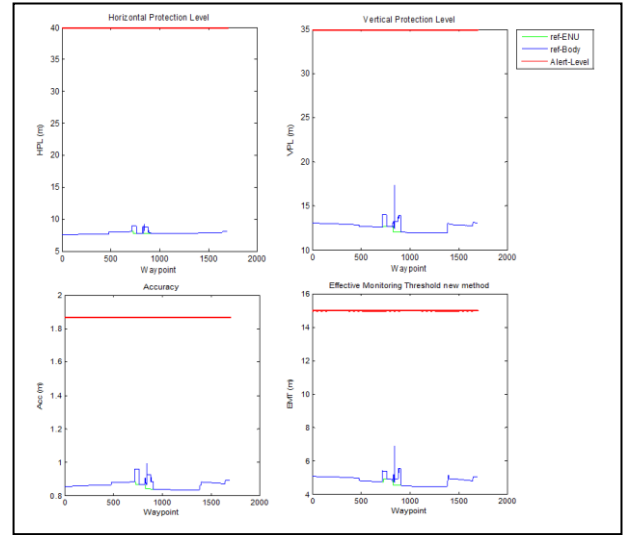 Horizontal Protection Level
40
35
30
25
20
15
10
5
HPL (m)
0 500 1000 1500 2000
Waypoint
Vertical Protection Level
35
30
25
20
15
10
VPL (m)
0 500 1000 1500 2000
Waypoint
ref-ENU
ref-Body
Alert-Level
Accuracy
2
1.8
1.6
1.4
1.2
1
0.8
Acc (m)
0 500 1000 1500 2000
Waypoint
Effective Monitoring Threshold new method
16
14
12
10
8
6
4
EMT (m)
0 500 1000 1500 2000
Waypoint